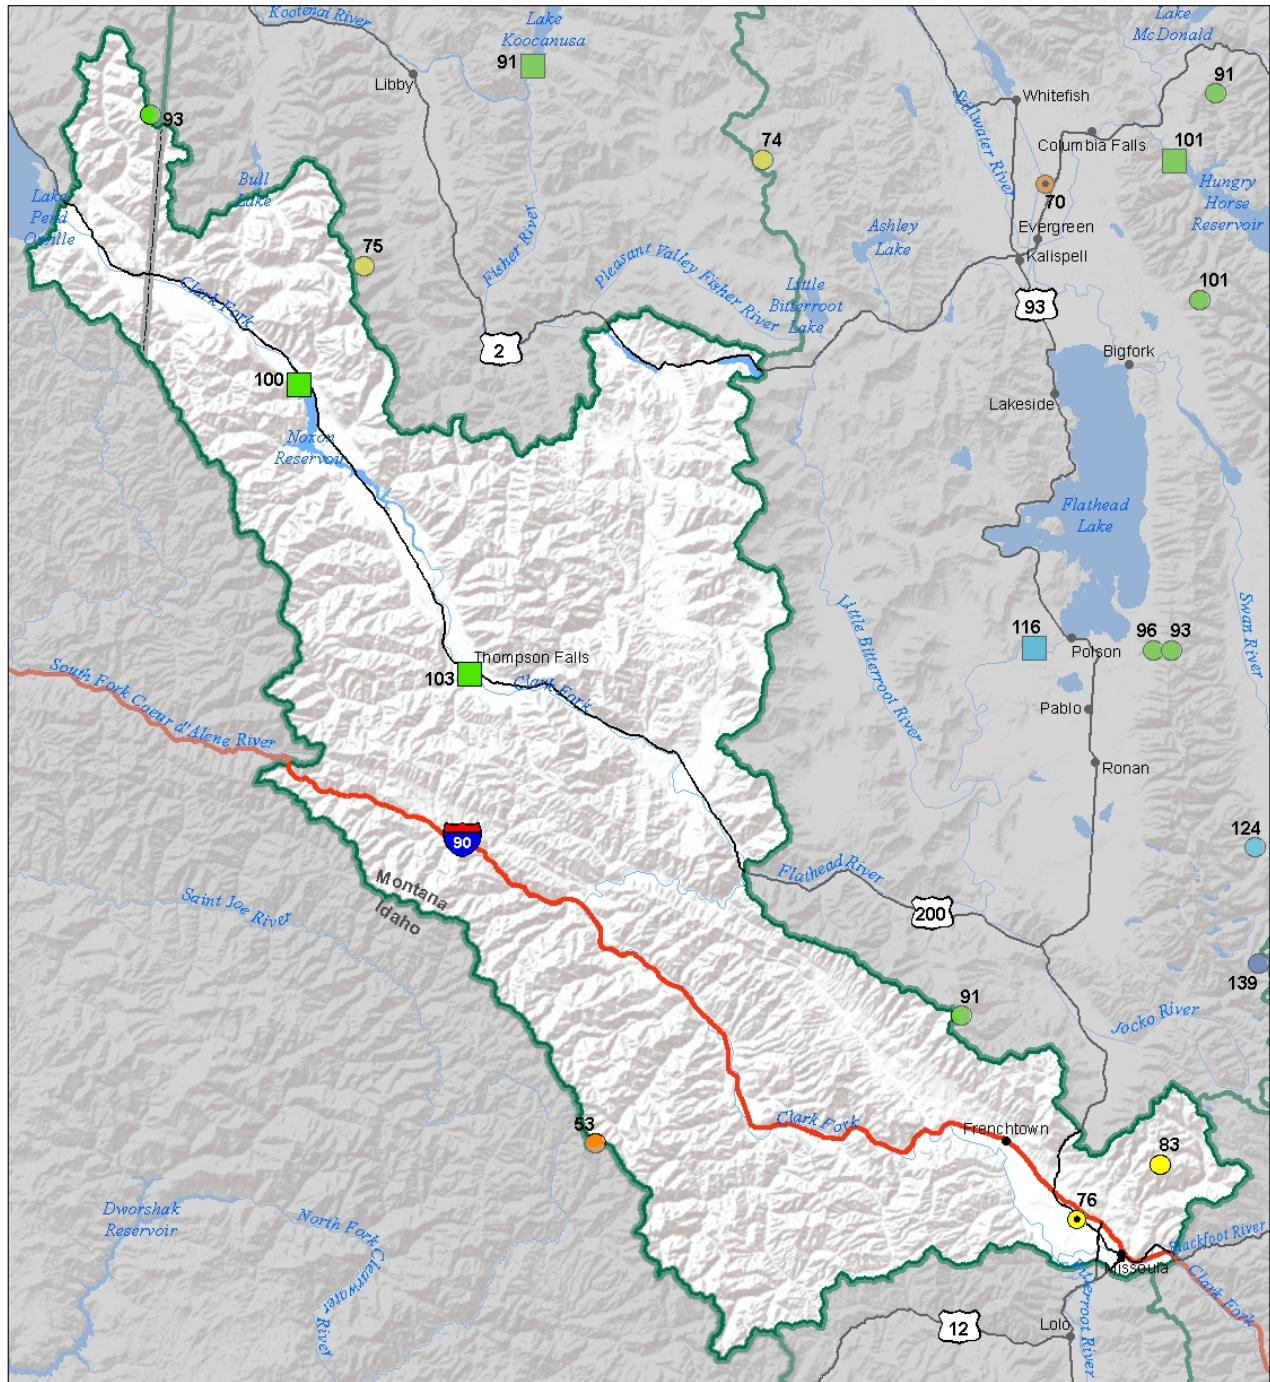 Kootenai River
Lake
Koocanusa
91
Libby
Lake
McDonald
91
Whitefish
Stillwater River
Columbia Falls
101
93
74
Hungry
Horse
Reservoir
70
Bull
Lake
Lake
Pend
Oreille
Ashley
Lake
Evergreen
Kalispell
75
Fisher River
Pleasant Valley Fisher River
Little
Bitterroot
Lake
101
93
Clark Fork
2
Bigfork
100
Lakeside
Noxon
Reservoir
Flathead
Lake
Little Bitterroot River
Swan River
116
Polson
96
93
Thompson Falls
103
Clark Fork
South Fork Coeur d'Alene River
Pablo
Ronan
90
124
Montana
Idaho
Flathead River
Saint Joe River
200
139
91
Jocko River
53
Clark Fork
Frenchtown
83
76
Dworshak
Reservoir
North Fork Clearwater
River
Blackfoot River
Missoula
Bitterroot River
Clark Fork
12
Lolo